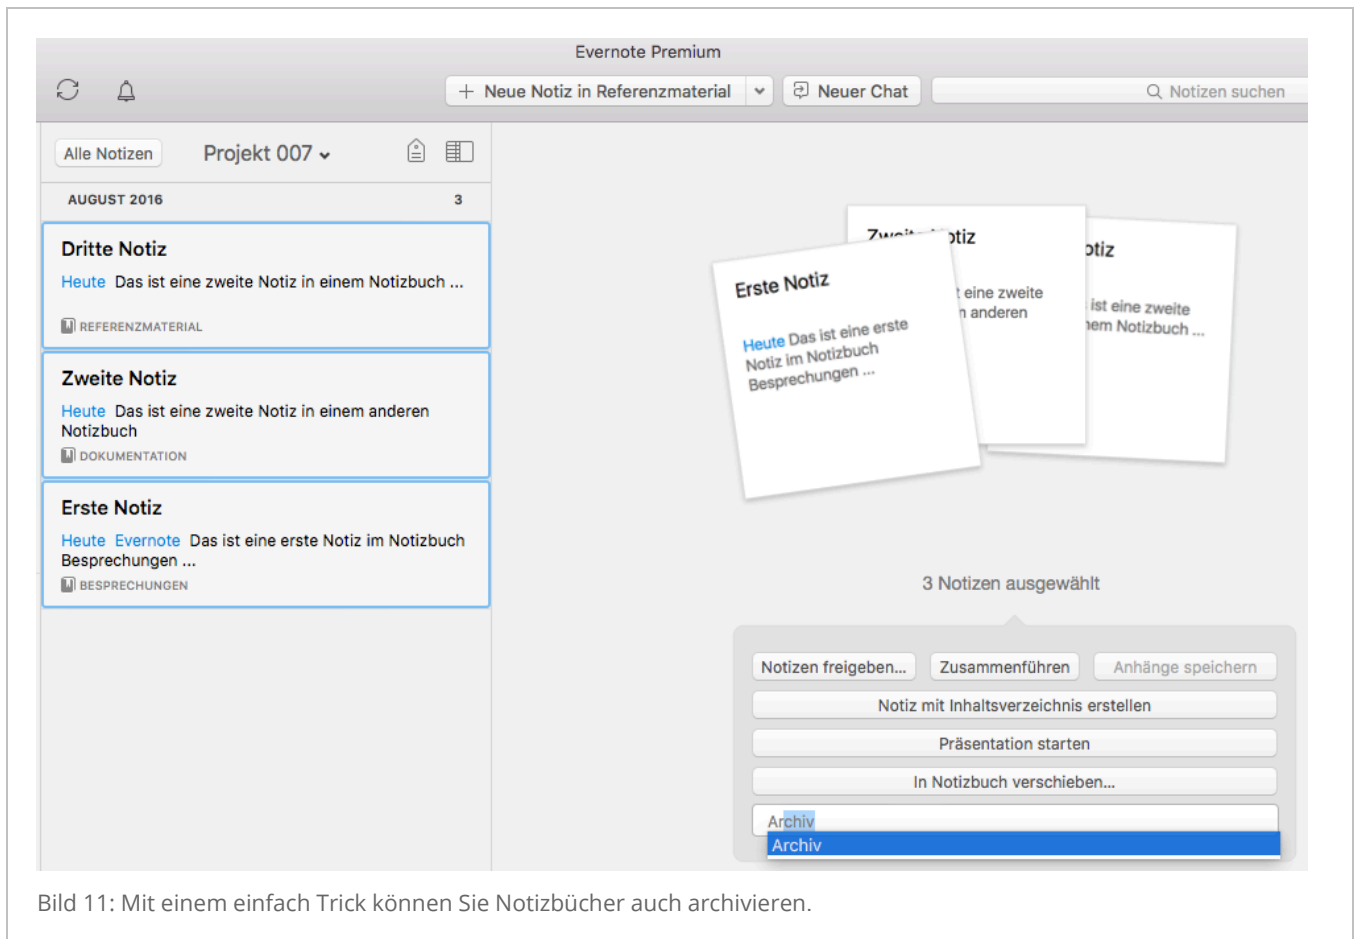 Evernote Premium
Neue Notiz in Referenzmaterial
Neuer Chat
Notizen suchen
Alle Notizen
Projekt 007
AUGUST 2016 3
Dritte Notiz
Heute Das ist eine zweite Notiz in einem Notizbuch ...
REFERENZMATERIAL
Zweite Notiz
Heute Das ist eine zweite Notiz in einem anderen
Notizbuch
DOKUMENTATION
Erste Notiz
Heute Evernote Das ist eine erste Notiz im Notizbuch
Besprechungen ...
BESPRECHUNGEN
Erste Notiz
Heute Das ist eine erste
Notiz im Notizbuch
Besprechungen ...
eine zweite
anderen
ist eine zweite
Notizbuch ...
3 Notizen ausgewählt
Notizen freigeben...
Zusammenführen
Anhänge speichern
Notiz mit Inhaltsverzeichnis erstellen
Präsentation starten
In Notizbuch verschieben...
Archiv
Archiv
Bild 11: Mit einem einfach Trick können Sie Notizbücher auch archivieren.